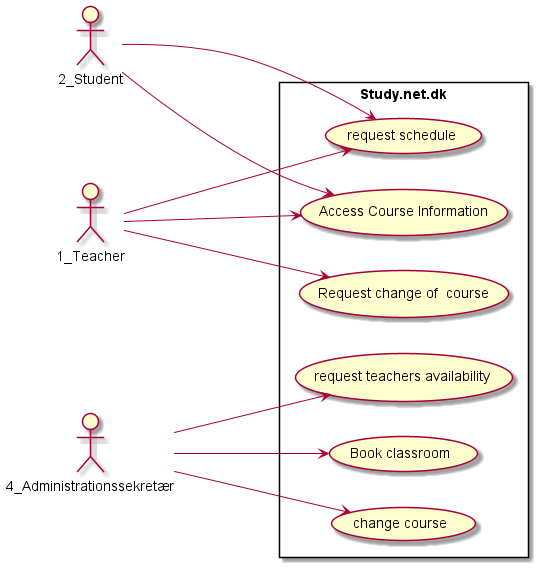 2_Student
Study.net.dk
request schedule
Access Course Information
1_Teacher
Request change of  course
request teachers availability
Book classroom
4_Administrationssekretær
change course